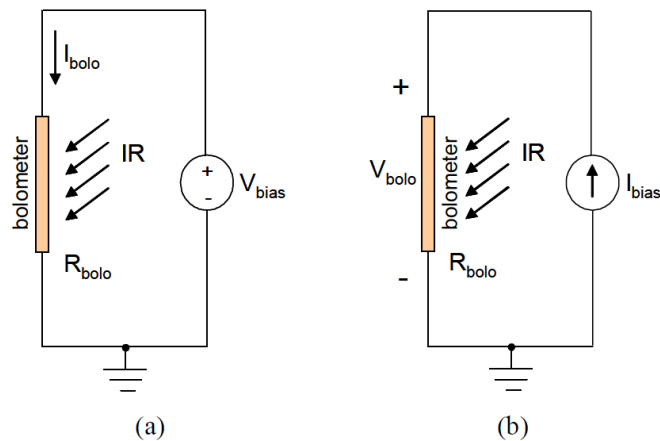 I_bolo
bolometer
IR
+
-
V_bias
R_bolo
(a)
+
V_bolo
bolometer
IR
I_bias
R_bolo
-
(b)